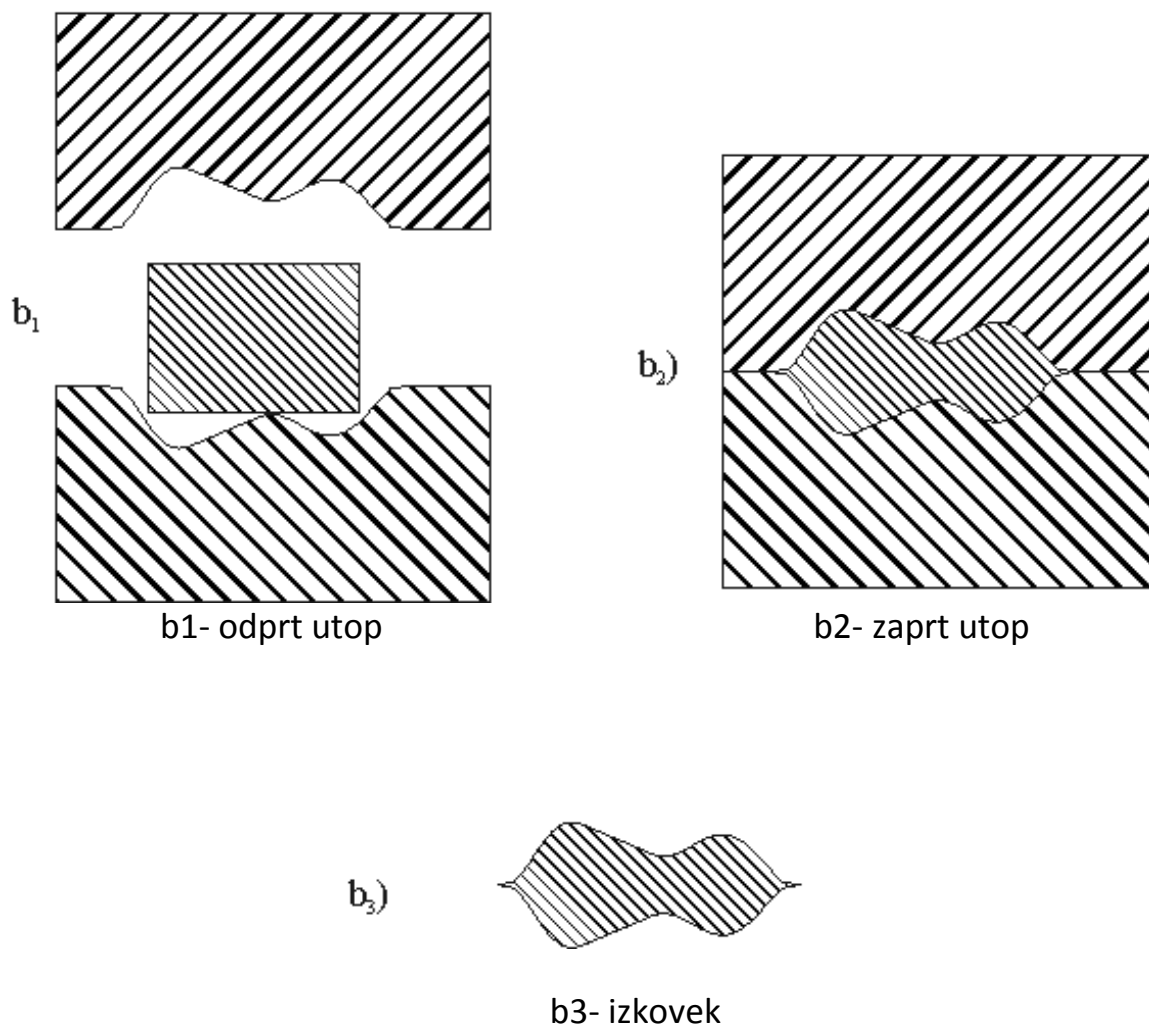 b₁
b₂)
b1- odprt utop
b2- zaprt utop
b₃)
b3- izkovek